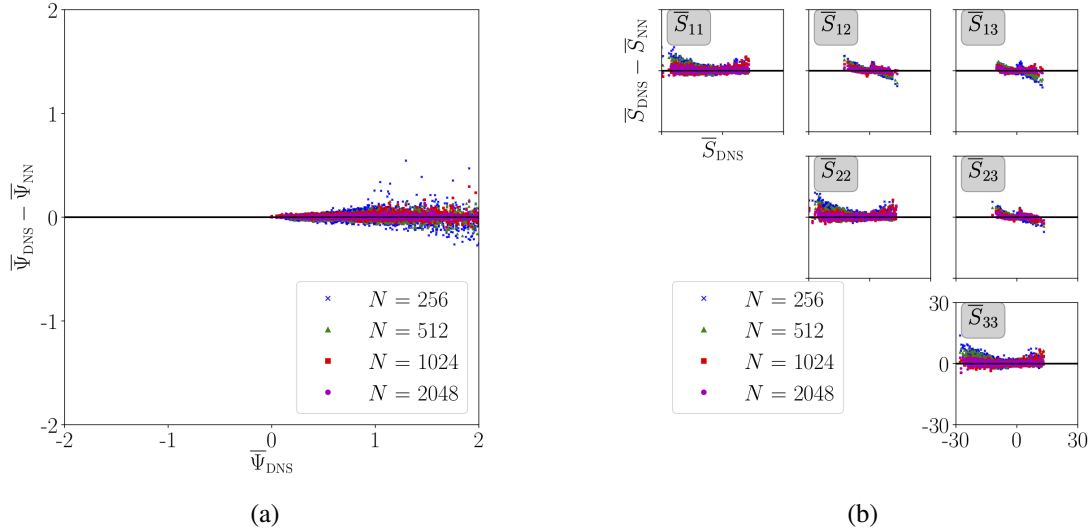 2
1
0
-1
-2
-2
-1
0
1
2
Ψ̅_DNS − Ψ̅_NN
Ψ̅_DNS
N = 256
N = 512
N = 1024
N = 2048
(a)
S̅_11
S̅_12
S̅_13
S̅_DNS − S̅_NN
S̅_DNS
S̅_22
S̅_23
N = 256
N = 512
N = 1024
N = 2048
S̅_33
30
0
-30
-30
0
30
(b)